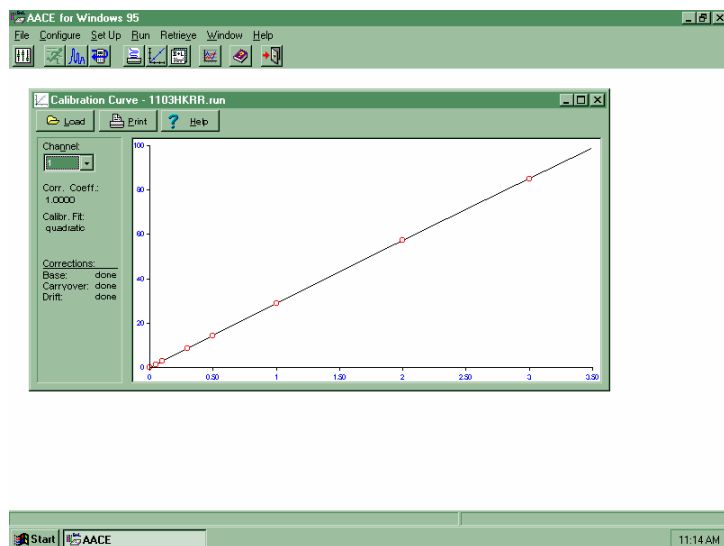 AACE for Windows 95
File Configure Set Up Run Retrieve Window Help
Calibration Curve - 1103HKRR.run
Load Print ? Help
Channel:
1
Corr. Coeff.:
1.0000
Calibr. Fit:
quadratic
Corrections:
Base: done
Carryover: done
Drift: done
100
80
60
40
20
0
0 0.50 1 1.50 2 2.50 3 3.50
Start AACE 11:14 AM